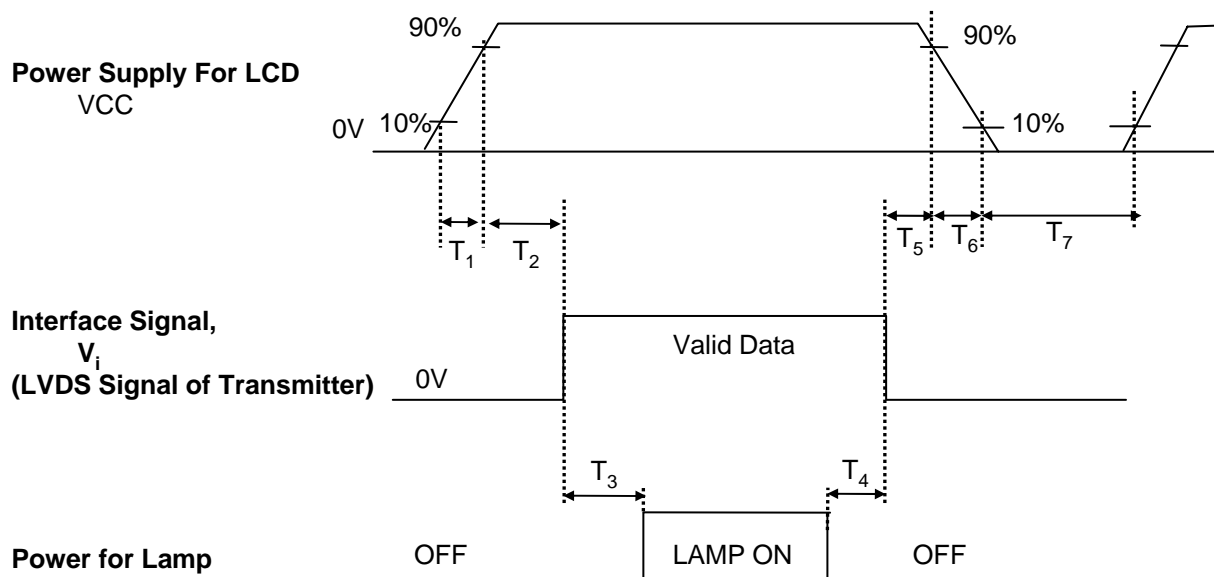 90%
90%
Power Supply For LCD
VCC
0V
10%
10%
T1
T2
T5
T6
T7
Interface Signal,
Vi
(LVDS Signal of Transmitter)
Valid Data
0V
T3
T4
Power for Lamp
OFF
LAMP ON
OFF